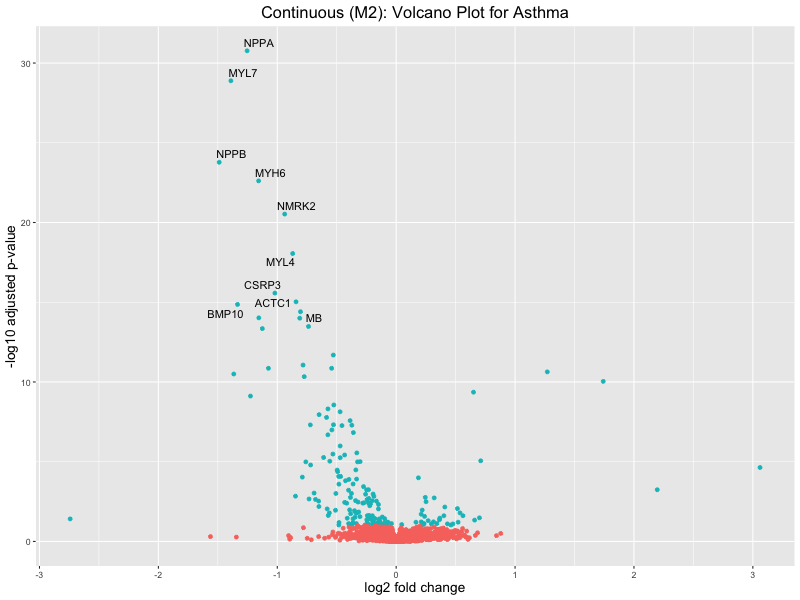 Continuous (M2): Volcano Plot for Asthma
NPPA
30
MYL7
NPPB
MYH6
NMRK2
20
MYL4
CSRP3
ACTC1
BMP10
MB
-log10 adjusted p-value
10
0
-3 -2 -1 0 1 2 3
log2 fold change